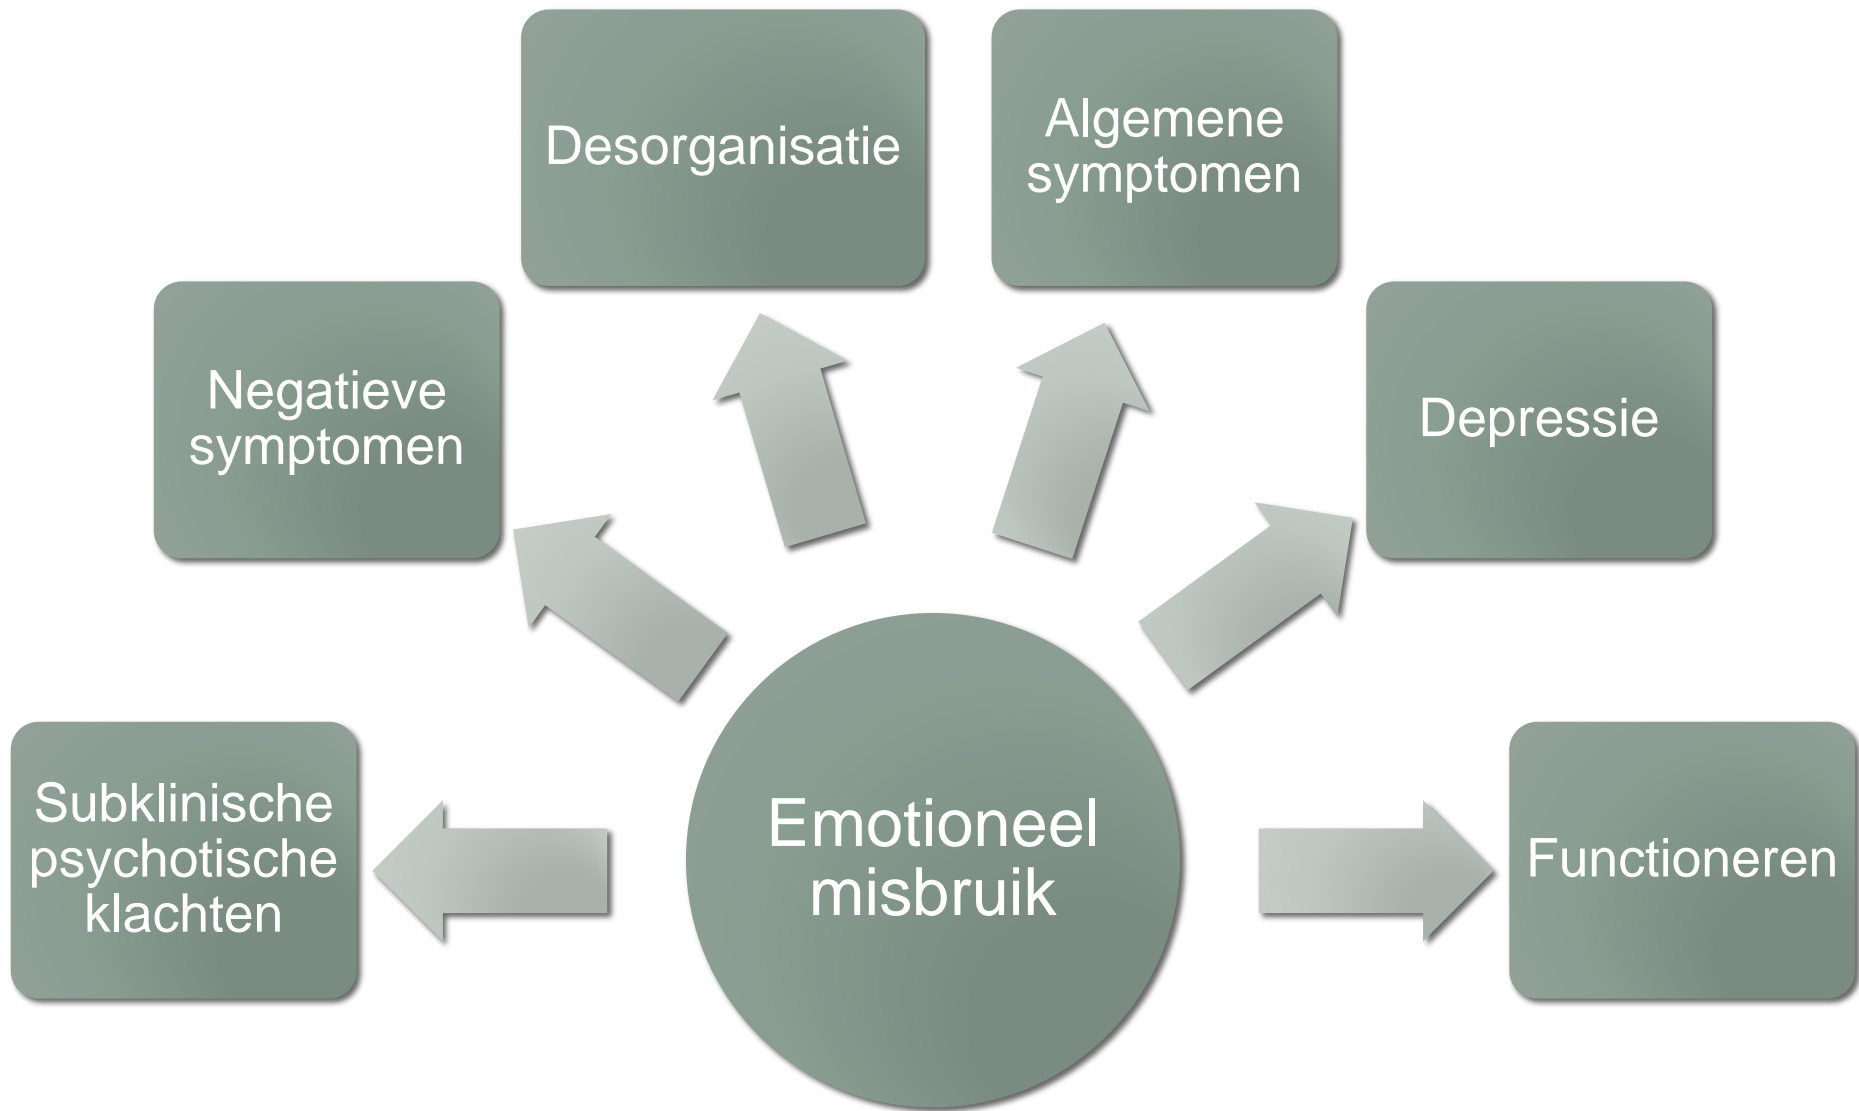 Desorganisatie
Algemene
symptomen
Negatieve
symptomen
Depressie
Subklinische
psychotische
klachten
Emotioneel
misbruik
Functioneren